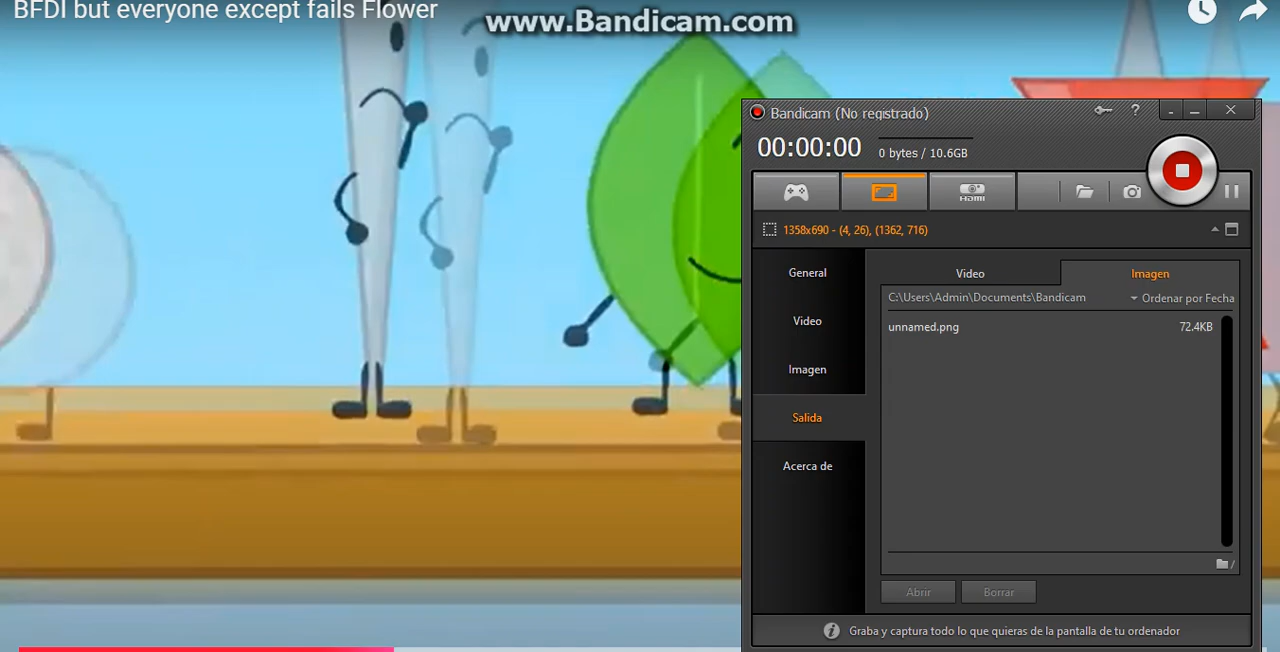 BFDI but everyone except fails Flower
www.Bandicam.com
Bandicam (No registrado)
?
00:00:00
0 bytes / 10.6GB
HDMI
1358x690 - (4, 26), (1362, 716)
General
Video
Imagen
Salida
Acerca de
Video
Imagen
C:\Users\Admin\Documents\Bandicam
Ordenar por Fecha
unnamed.png
72.4KB
Abrir
Borrar
Graba y captura todo lo que quieras de la pantalla de tu ordenador